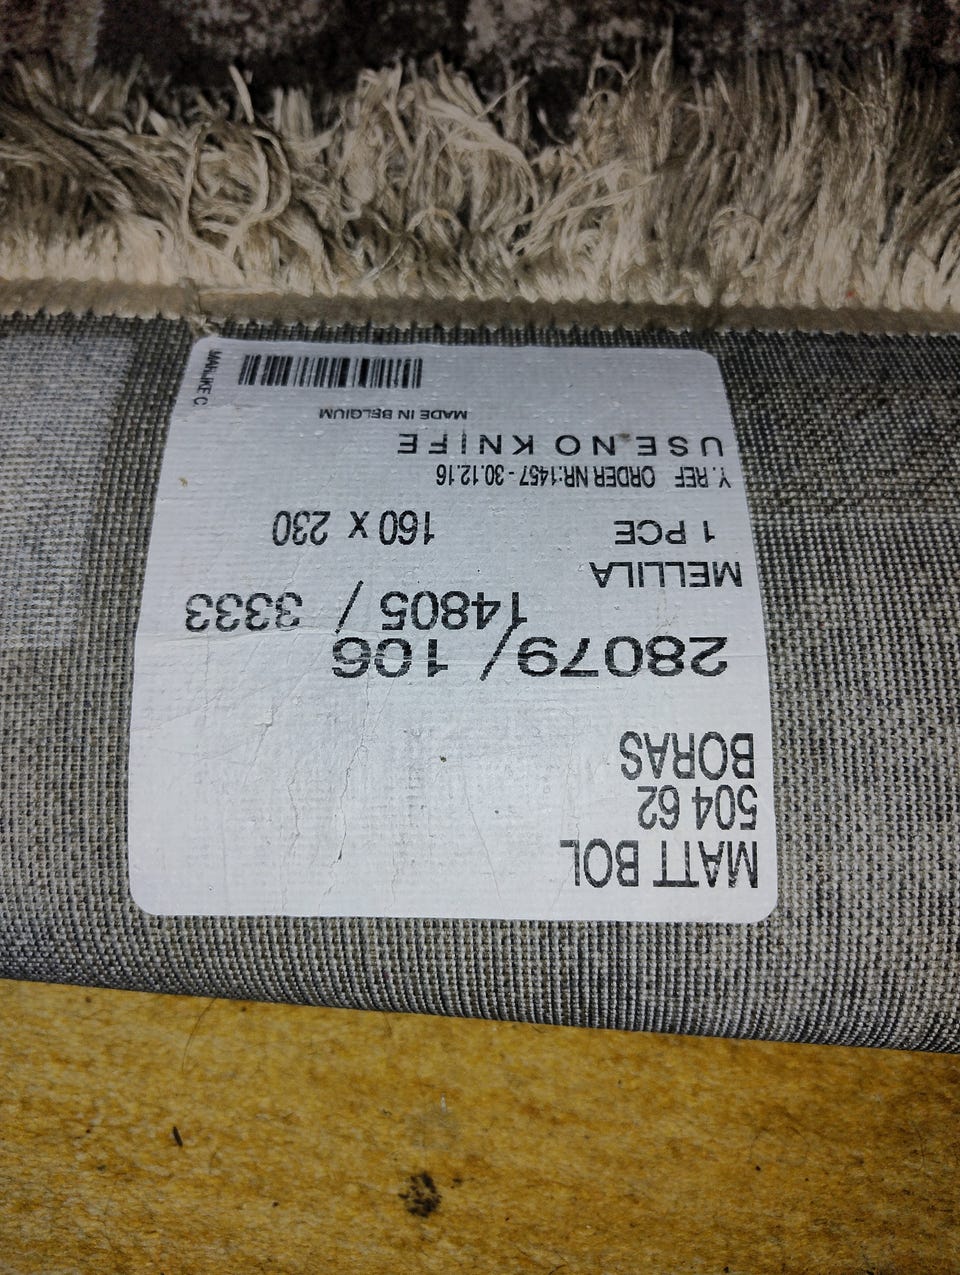 MATT BOL
504 62
BORAS
28079/ 106
14805 / 3333
MELLILA
1 PCE 160 x 230
Y. REF ORDER NR:1457 - 30.12.16
USE NO KNIFE
MADE IN BELGIUM